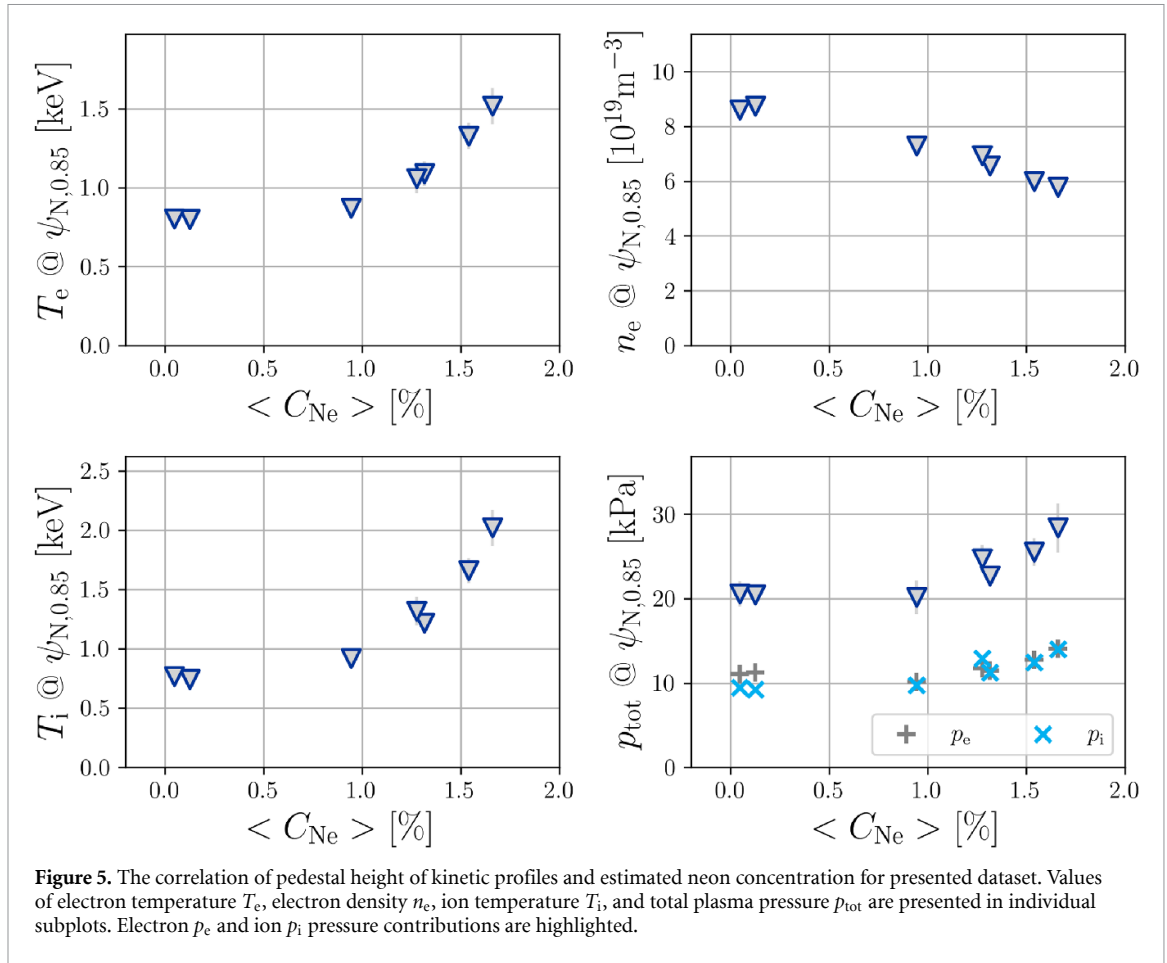 T_e @ ψ_N,0.85 [keV]
1.5
1.0
0.5
0.0
0.0 0.5 1.0 1.5 2.0
< C_Ne > [%]
n_e @ ψ_N,0.85 [10^19 m^−3]
10
8
6
4
2
0
0.0 0.5 1.0 1.5 2.0
< C_Ne > [%]
T_i @ ψ_N,0.85 [keV]
2.5
2.0
1.5
1.0
0.5
0.0
0.0 0.5 1.0 1.5 2.0
< C_Ne > [%]
p_tot @ ψ_N,0.85 [kPa]
30
20
10
0
p_e p_i
0.0 0.5 1.0 1.5 2.0
< C_Ne > [%]
Figure 5. The correlation of pedestal height of kinetic profiles and estimated neon concentration for presented dataset. Values
of electron temperature T_e, electron density n_e, ion temperature T_i, and total plasma pressure p_tot are presented in individual
subplots. Electron p_e and ion p_i pressure contributions are highlighted.